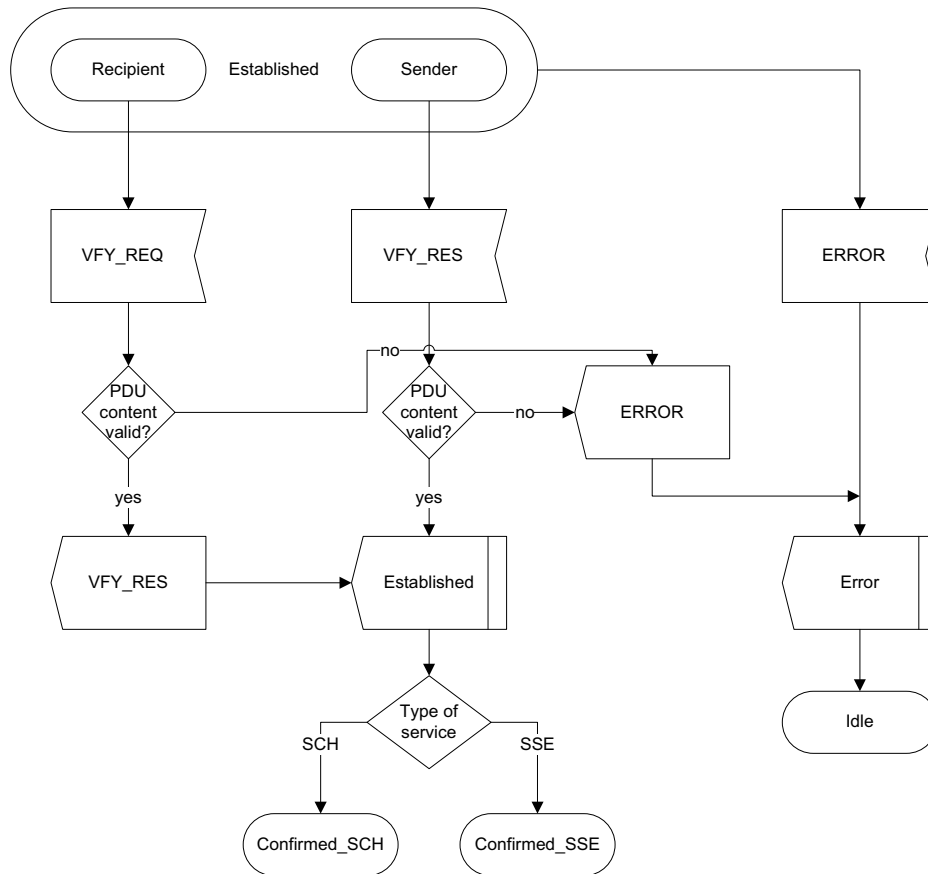 Recipient
Established
Sender
VFY_REQ
VFY_RES
ERROR
no
PDU
content
valid?
PDU
content
valid?
no
ERROR
yes
yes
VFY_RES
Established
Error
Type of
service
SCH
SSE
Idle
Confirmed_SCH
Confirmed_SSE